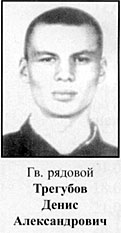 Гв. рядовой
Трегубов
Денис
Александрович